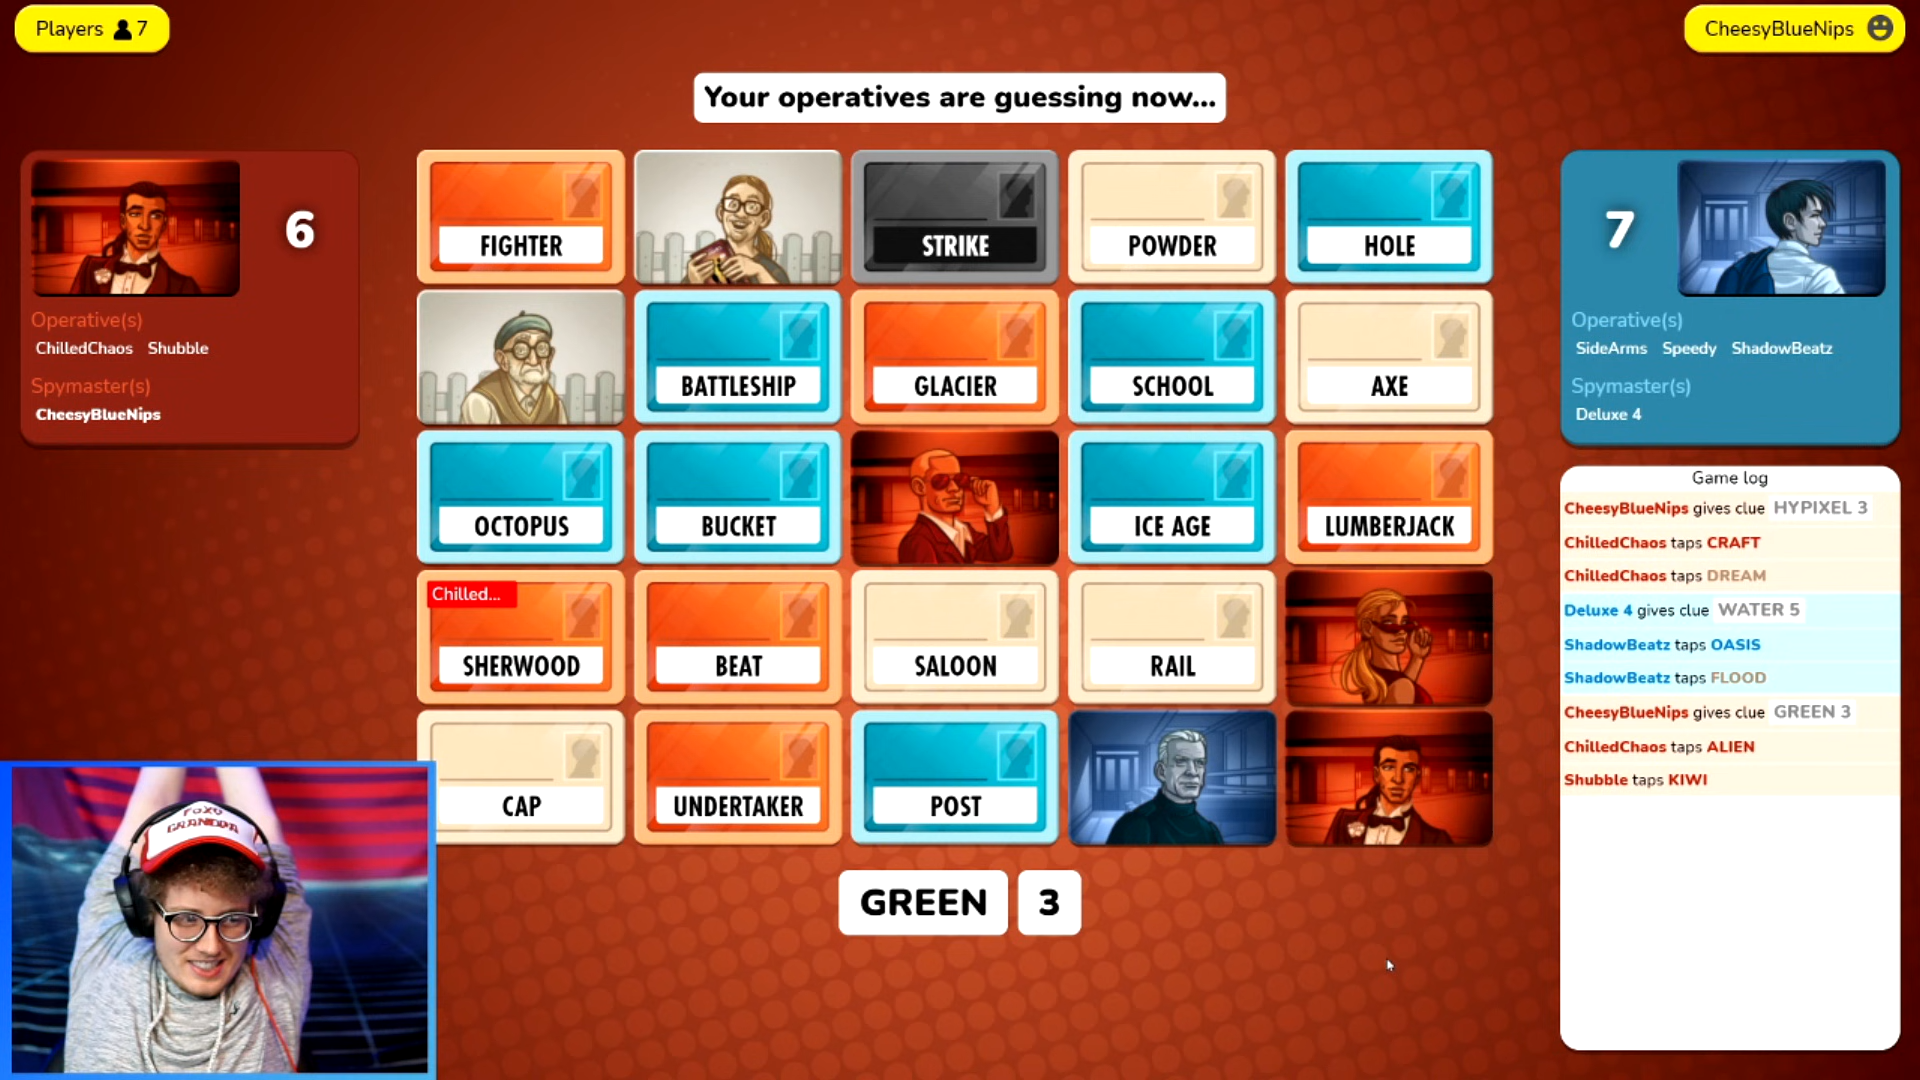 Players 7
CheesyBlueNips
Your operatives are guessing now...
6
Operative(s)
ChilledChaos Shubble
Spymaster(s)
CheesyBlueNips
FIGHTER
STRIKE
POWDER
HOLE
BATTLESHIP
GLACIER
SCHOOL
AXE
OCTOPUS
BUCKET
ICE AGE
LUMBERJACK
Chilled...
SHERWOOD
BEAT
SALOON
RAIL
CAP
UNDERTAKER
POST
GREEN 3
7
Operative(s)
SideArms Speedy ShadowBeatz
Spymaster(s)
Deluxe 4
Game log
CheesyBlueNips gives clue HYPIXEL 3
ChilledChaos taps CRAFT
ChilledChaos taps DREAM
Deluxe 4 gives clue WATER 5
ShadowBeatz taps OASIS
ShadowBeatz taps FLOOD
CheesyBlueNips gives clue GREEN 3
ChilledChaos taps ALIEN
Shubble taps KIWI
GRANDPA